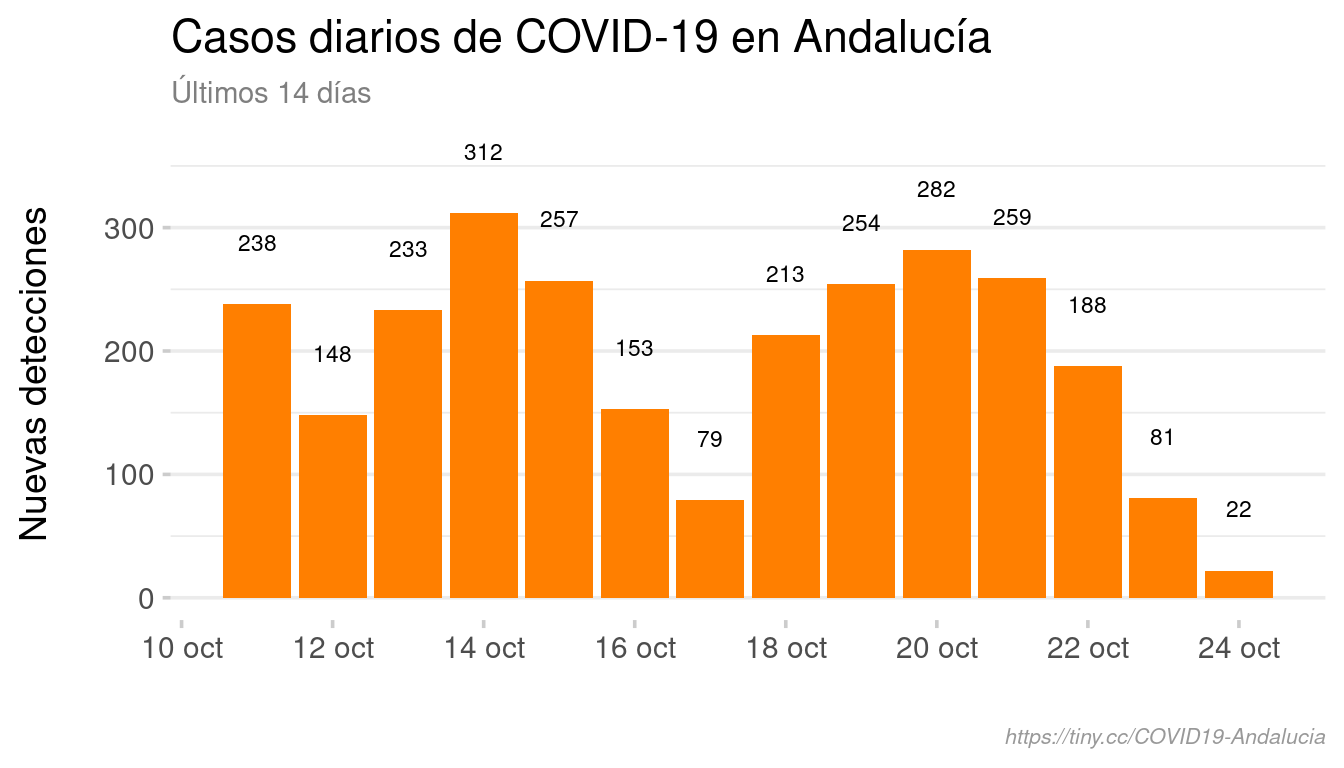 Casos diarios de COVID-19 en Andalucía
Últimos 14 días
Nuevas detecciones
300
200
100
0
238
148
233
312
257
153
79
213
254
282
259
188
81
22
10 oct
12 oct
14 oct
16 oct
18 oct
20 oct
22 oct
24 oct
https://tiny.cc/COVID19-Andalucia